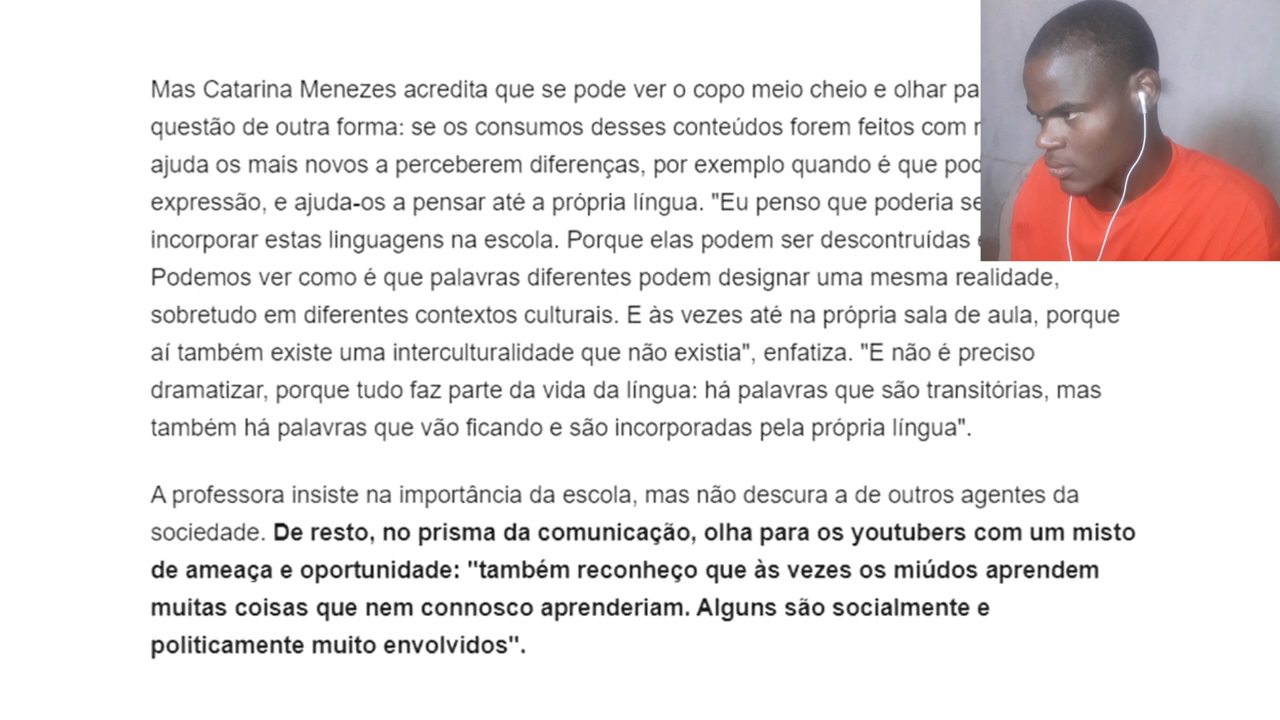 Mas Catarina Menezes acredita que se pode ver o copo meio cheio e olhar
questão de outra forma: se os consumos desses conteúdos forem feitos com
ajuda os mais novos a perceberem diferenças, por exemplo quando é que
expressão, e ajuda-os a pensar até a própria língua. "Eu penso que poderia
incorporar estas linguagens na escola. Porque elas podem ser descontruídas
Podemos ver como é que palavras diferentes podem designar uma mesma realidade,
sobretudo em diferentes contextos culturais. E às vezes até na própria sala de aula, porque
aí também existe uma interculturalidade que não existia", enfatiza. "E não é preciso
dramatizar, porque tudo faz parte da vida da língua: há palavras que são transitórias, mas
também há palavras que vão ficando e são incorporadas pela própria língua".
A professora insiste na importância da escola, mas não descura a de outros agentes da
sociedade. De resto, no prisma da comunicação, olha para os youtubers com um misto
de ameaça e oportunidade: "também reconheço que às vezes os miúdos aprendem
muitas coisas que nem connosco aprenderiam. Alguns são socialmente e
politicamente muito envolvidos".